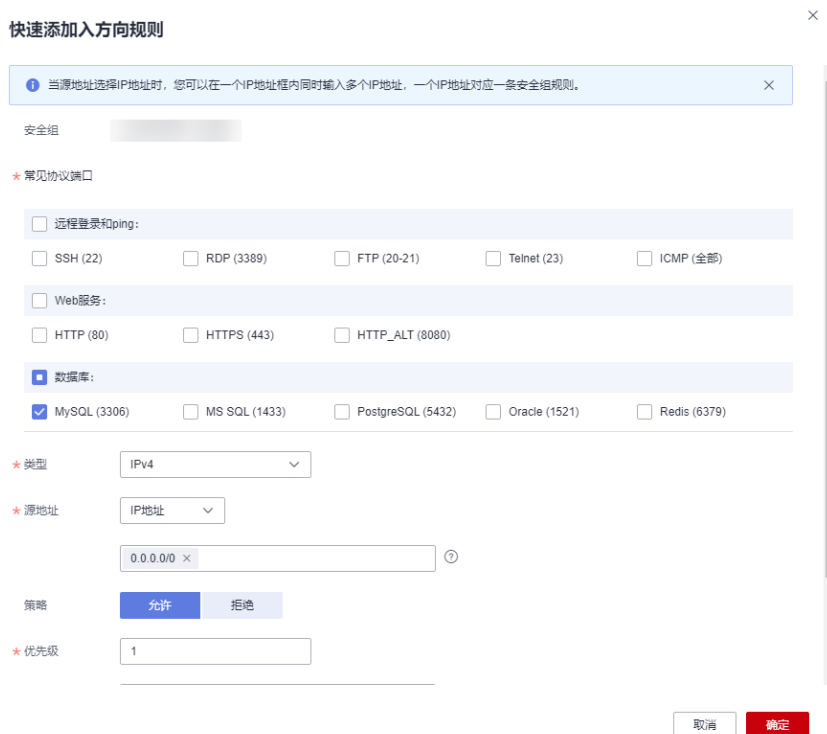 快速添加入方向规则
当源地址选择IP地址时，您可以在一个IP地址框内同时输入多个IP地址，一个IP地址对应一条安全组规则。
安全组
* 常见协议端口
远程登录和ping：
SSH (22) RDP (3389) FTP (20-21) Telnet (23) ICMP (全部)
Web服务：
HTTP (80) HTTPS (443) HTTP_ALT (8080)
数据库：
MySQL (3306) MS SQL (1433) PostgreSQL (5432) Oracle (1521) Redis (6379)
* 类型 IPv4
* 源地址 IP地址
0.0.0.0/0 ×
策略 允许 拒绝
* 优先级 1
取消 确定